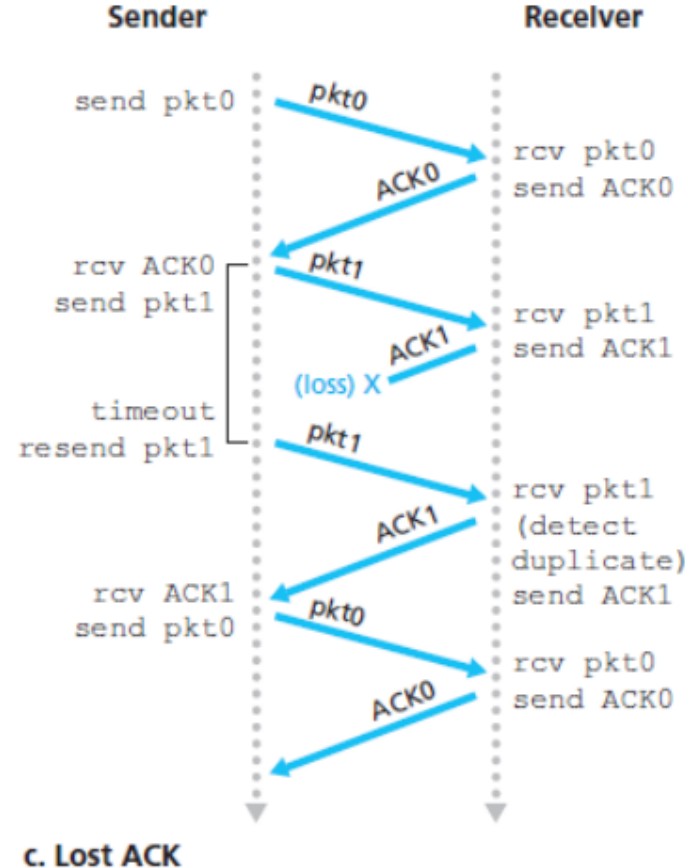 Sender
Receiver
send pkt0
pkt0
rcv pkt0
send ACK0
ACK0
rcv ACK0
send pkt1
pkt1
rcv pkt1
send ACK1
ACK1
(loss) X
timeout
resend pkt1
pkt1
rcv pkt1
(detect
duplicate)
send ACK1
ACK1
rcv ACK1
send pkt0
pkt0
rcv pkt0
send ACK0
ACK0
c. Lost ACK